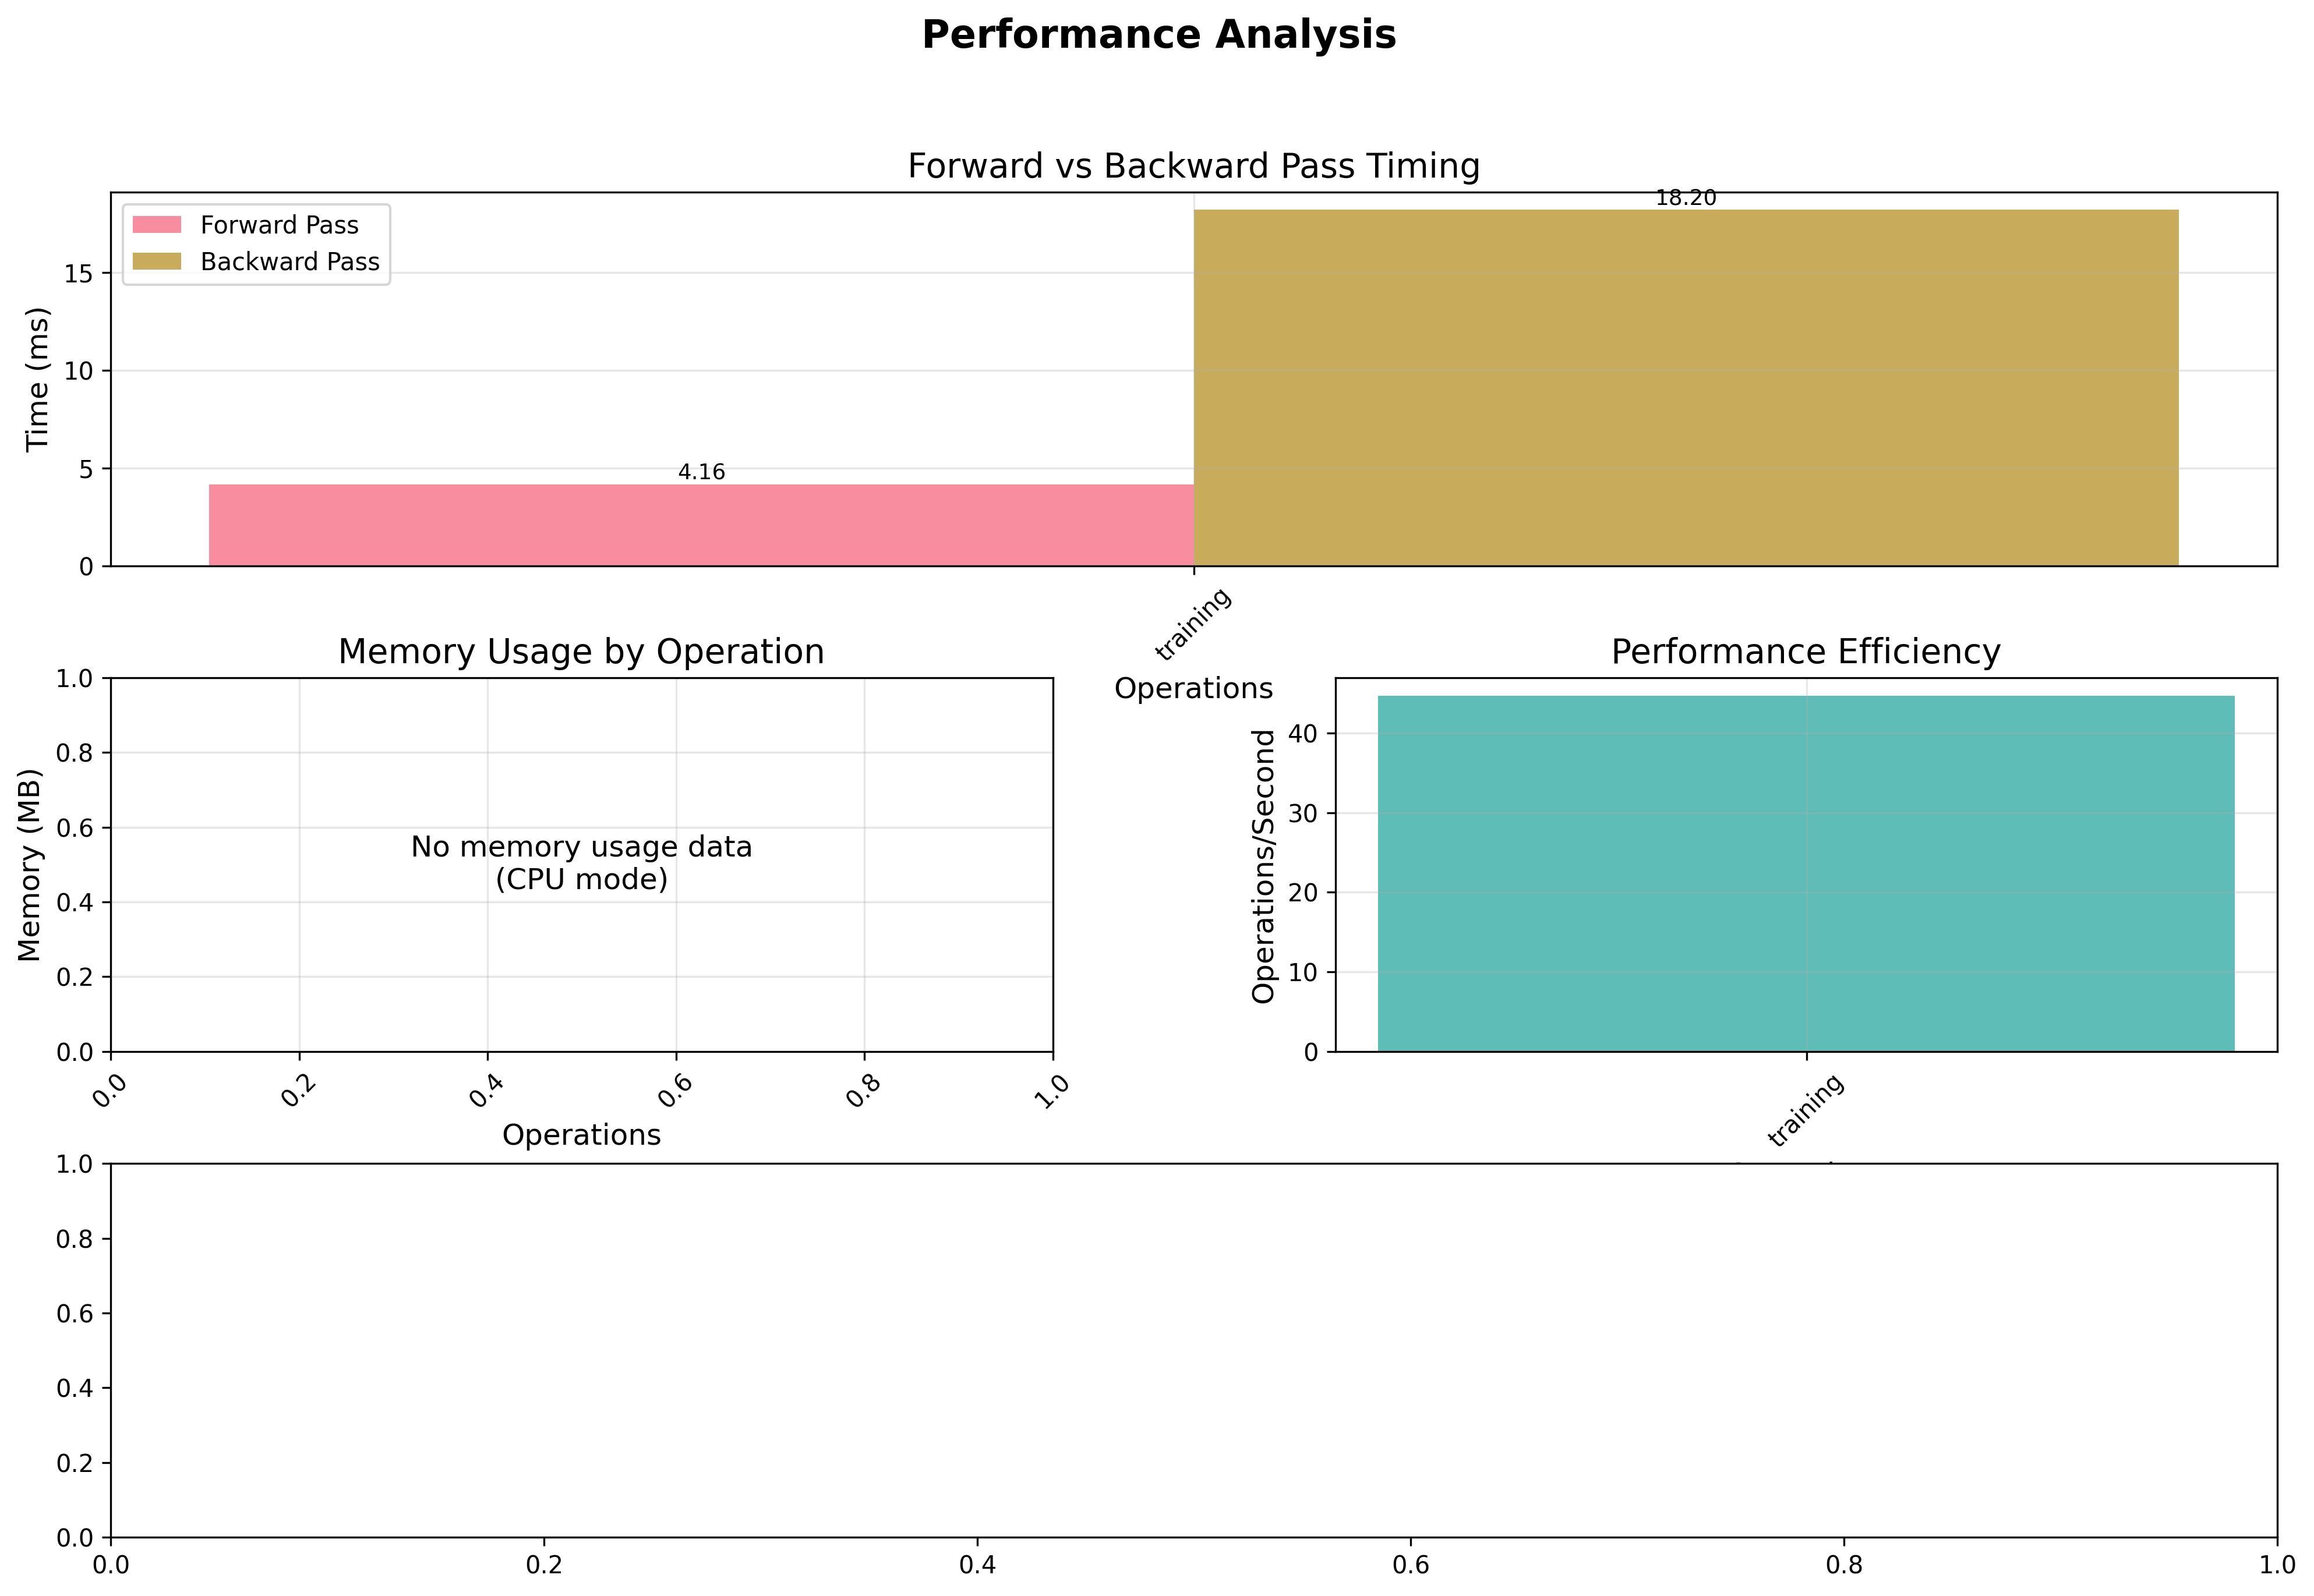 Performance Analysis
Forward vs Backward Pass Timing
Forward Pass
Backward Pass
18.20
4.16
Time (ms)
15
10
5
0
training
Operations
Memory Usage by Operation
Memory (MB)
1.0
0.8
0.6
0.4
0.2
0.0
No memory usage data
(CPU mode)
0.0 0.2 0.4 0.6 0.8 1.0
Operations
Performance Efficiency
Operations/Second
40
30
20
10
0
training
1.0
0.8
0.6
0.4
0.2
0.0
0.0 0.2 0.4 0.6 0.8 1.0